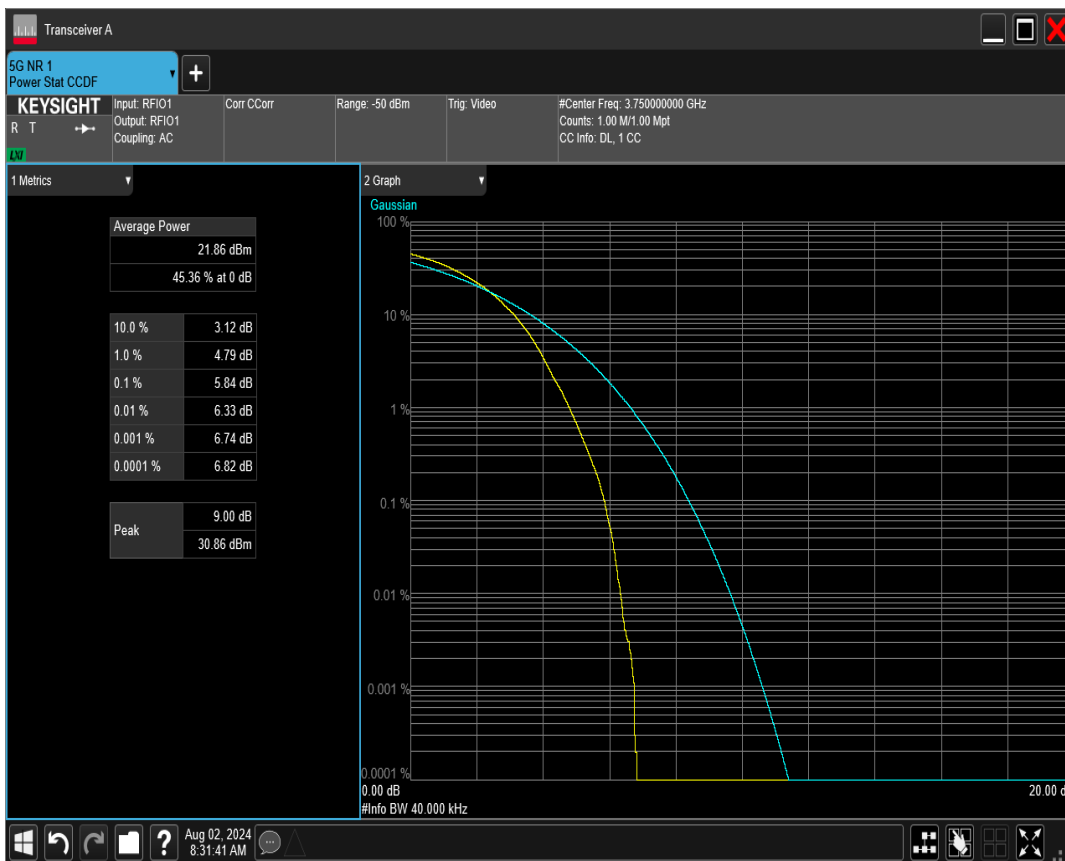 Transceiver A
5G NR 1
Power Stat CCDF
KEYSIGHT
R T
LXI
Input: RFIO1
Output: RFIO1
Coupling: AC
Corr CCorr
Range: -50 dBm
Trig: Video
#Center Freq: 3.750000000 GHz
Counts: 1.00 M/1.00 Mpt
CC Info: DL, 1 CC
1 Metrics
Average Power
21.86 dBm
45.36 % at 0 dB
10.0 % 3.12 dB
1.0 % 4.79 dB
0.1 % 5.84 dB
0.01 % 6.33 dB
0.001 % 6.74 dB
0.0001 % 6.82 dB
Peak
9.00 dB
30.86 dBm
2 Graph
Gaussian
100 %
10 %
1 %
0.1 %
0.01 %
0.001 %
0.0001 %
0.00 dB
20.00 d
#Info BW 40.000 kHz
Aug 02, 2024
8:31:41 AM